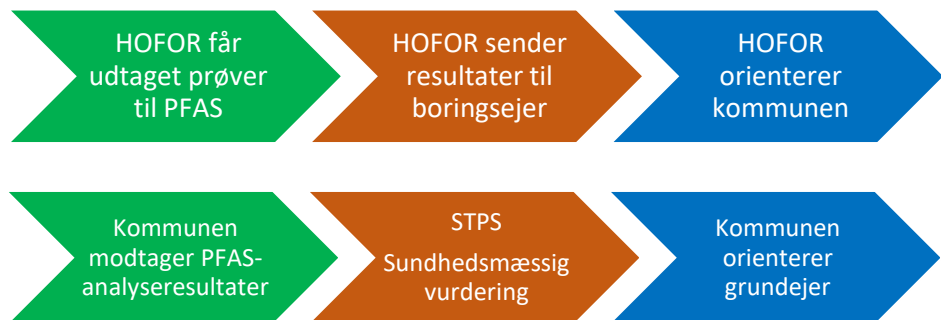 HOFOR får
udtaget prøver
til PFAS
HOFOR sender
resultater til
boringsejer
HOFOR
orienterer
kommunen
Kommunen
modtager PFAS-
analyseresultater
STPS
Sundhedsmæssig
vurdering
Kommunen
orienterer
grundejer